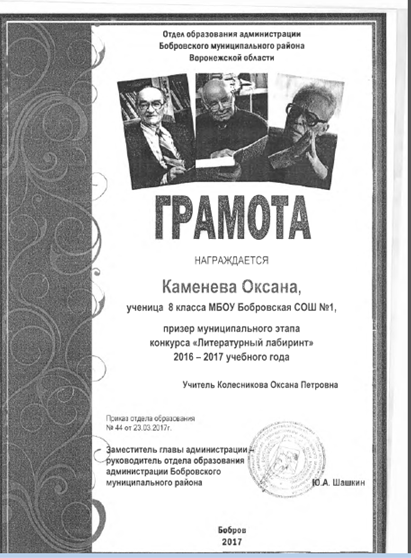 Отдел образования администрации
Бобровского муниципального района
Воронежской области
ГРАМОТА
НАГРАЖДАЕТСЯ
Каменева Оксана,
ученица 8 класса МБОУ Бобровская СОШ №1,
призер муниципального этапа
конкурса «Литературный лабиринт»
2016 – 2017 учебного года
Учитель Колесникова Оксана Петровна
Приказ отдела образования
№ 44 от 23.03.2017г.
Заместитель главы администрации –
руководитель отдела образования
администрации Бобровского
муниципального района
Ю.А. Шашкин
Бобров
2017